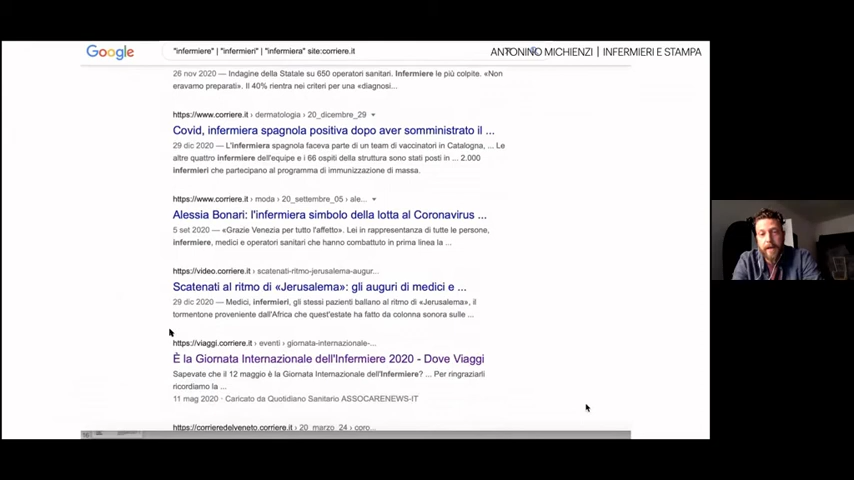 Google
"infermiere" | "infermieri" | "infermiera" site:corriere.it
ANTONINO MICHIENZI | INFERMIERI E STAMPA
26 nov 2020 — Indagine della Statale su 650 operatori sanitari. Infermiere le più colpite. «Non
eravamo preparati». Il 40% rientra nei criteri per una «diagnosi...
https://www.corriere.it › dermatologia › 20_dicembre_29
Covid, infermiera spagnola positiva dopo aver somministrato il ...
29 dic 2020 — L'infermiera spagnola faceva parte di un team di vaccinatori in Catalogna, ... Le
altre quattro infermiere dell'equipe e i 66 ospiti della struttura sono stati posti in ... 2.000
infermieri che partecipano al programma di immunizzazione di massa.
https://www.corriere.it › moda › 20_settembre_05 › ale...
Alessia Bonari: l'infermiera simbolo della lotta al Coronavirus ...
5 set 2020 — «Grazie Venezia per tutto l'affetto». Lei in rappresentanza di tutte le persone,
infermiere, medici e operatori sanitari che hanno combattuto in prima linea la ...
https://video.corriere.it › scatenati-ritmo-jerusalema-augur...
Scatenati al ritmo di «Jerusalema»: gli auguri di medici e ...
29 dic 2020 — Medici, infermieri, gli stessi pazienti ballano al ritmo di «Jerusalema», il
tormentone proveniente dall'Africa che quest'estate ha fatto da colonna sonora sulle ...
https://viaggi.corriere.it › eventi › giornata-internazionale-...
È la Giornata Internazionale dell'Infermiere 2020 - Dove Viaggi
Sapevate che il 12 maggio è la Giornata Internazionale dell'Infermiere? ... Per ringraziarli
ricordiamo la ...
11 mag 2020 · Caricato da Quotidiano Sanitario ASSOCARENEWS-IT
https://corrieredelveneto.corriere.it › 20_marzo_24 › coro...